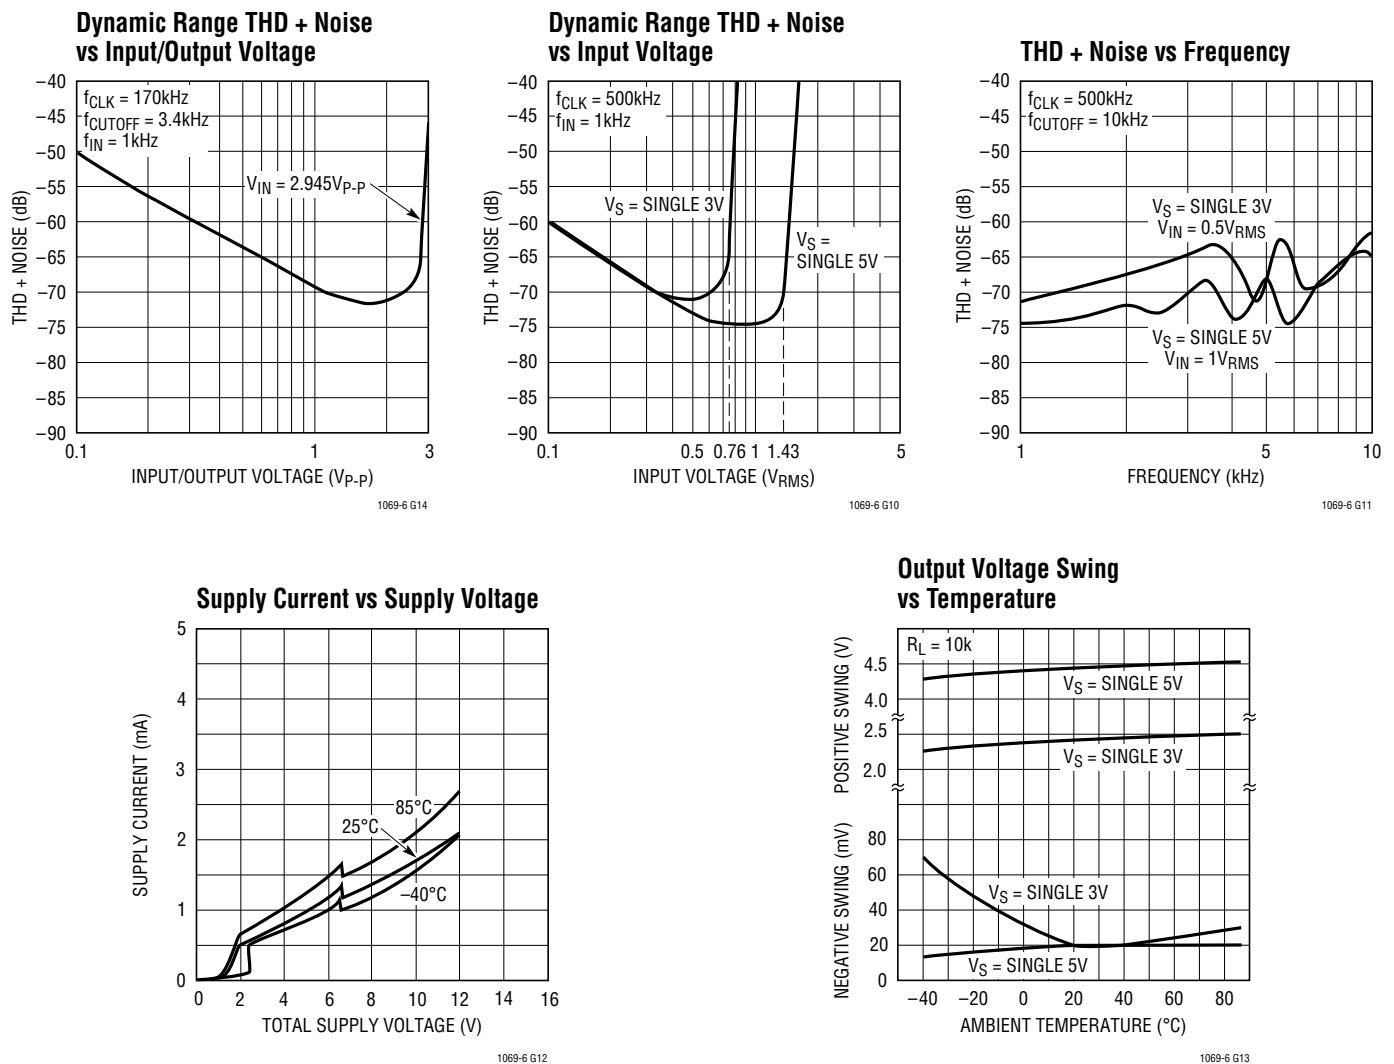 Dynamic Range THD + Noise
vs Input/Output Voltage
−40
−45
−50
−55
−60
−65
−70
−75
−80
−85
−90
THD + NOISE (dB)
fCLK = 170kHz
fCUTOFF = 3.4kHz
fIN = 1kHz
VIN = 2.945VP-P
0.1
1
3
INPUT/OUTPUT VOLTAGE (VP-P)
1069-6 G14
Dynamic Range THD + Noise
vs Input Voltage
−40
−45
−50
−55
−60
−65
−70
−75
−80
−85
−90
THD + NOISE (dB)
fCLK = 500kHz
fIN = 1kHz
VS = SINGLE 3V
VS =
SINGLE 5V
0.1
0.5
0.76
1
1.43
5
INPUT VOLTAGE (VRMS)
1069-6 G10
THD + Noise vs Frequency
−40
−45
−50
−55
−60
−65
−70
−75
−80
−85
−90
THD + NOISE (dB)
fCLK = 500kHz
fCUTOFF = 10kHz
VS = SINGLE 3V
VIN = 0.5VRMS
VS = SINGLE 5V
VIN = 1VRMS
1
5
10
FREQUENCY (kHz)
1069-6 G11
Supply Current vs Supply Voltage
5
4
3
2
1
0
SUPPLY CURRENT (mA)
85°C
25°C
−40°C
0
2
4
6
8
10
12
14
16
TOTAL SUPPLY VOLTAGE (V)
1069-6 G12
Output Voltage Swing
vs Temperature
POSITIVE SWING (V)
4.5
4.0
2.5
2.0
NEGATIVE SWING (mV)
80
60
40
20
0
RL = 10k
VS = SINGLE 5V
VS = SINGLE 3V
VS = SINGLE 3V
VS = SINGLE 5V
−40
−20
0
20
40
60
80
AMBIENT TEMPERATURE (°C)
1069-6 G13